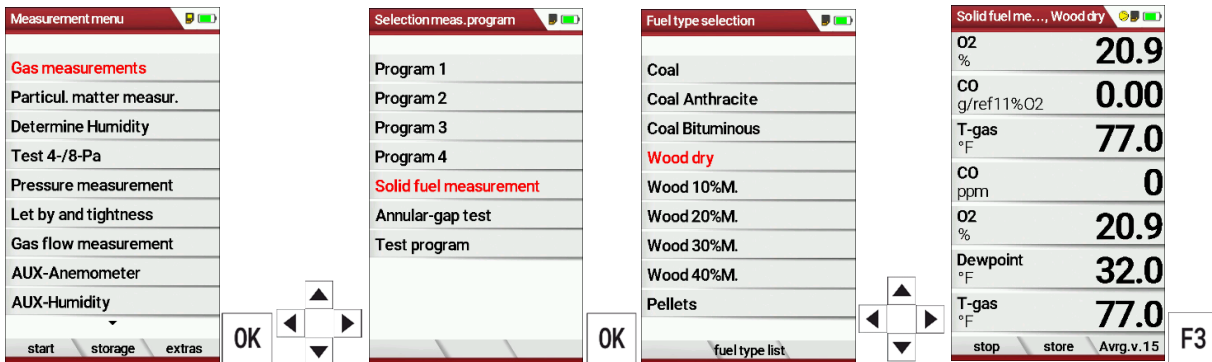 Measurement menu
Gas measurements
Particul. matter measur.
Determine Humidity
Test 4-/8-Pa
Pressure measurement
Let by and tightness
Gas flow measurement
AUX-Anemometer
AUX-Humidity
start storage extras
OK
Selection meas.program
Program 1
Program 2
Program 3
Program 4
Solid fuel measurement
Annular-gap test
Test program
OK
Fuel type selection
Coal
Coal Anthracite
Coal Bituminous
Wood dry
Wood 10%M.
Wood 20%M.
Wood 30%M.
Wood 40%M.
Pellets
fuel type list
Solid fuel me..., Wood dry
O2
% 20.9
CO
g/ref11%O2 0.00
T-gas
°F 77.0
CO
ppm 0
O2
% 20.9
Dewpoint
°F 32.0
T-gas
°F 77.0
stop store Avrg.v.15
F3